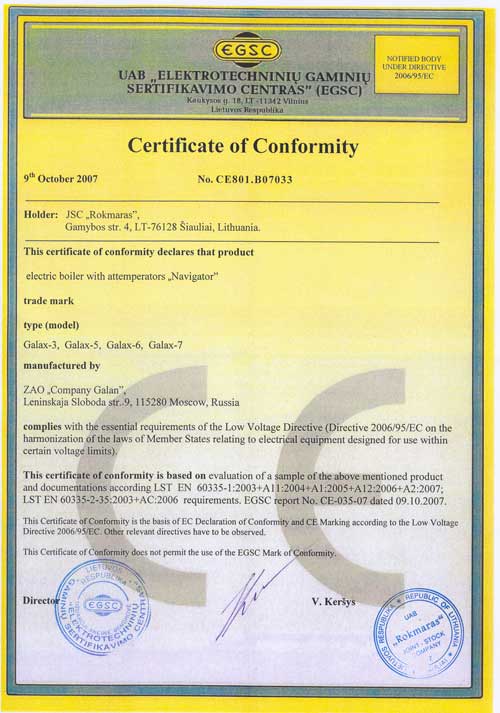 EGSC
UAB „ELEKTROTECHNINIŲ GAMINIŲ
SERTIFIKAVIMO CENTRAS" (EGSC)
Kaukysos g. 18, LT -11342 Vilnius
Lietuvos Respublika
NOTIFIED BODY
UNDER DIRECTIVE
2006/95/EC
Certificate of Conformity
9th October 2007 No. CE801.B07033
Holder: JSC „Rokmaras",
Gamybos str. 4, LT-76128 Šiauliai, Lithuania.
This certificate of conformity declares that product
electric boiler with attemperators „Navigator"
trade mark
type (model)
Galax-3, Galax-5, Galax-6, Galax-7
manufactured by
ZAO „Company Galan",
Leninskaja Sloboda str.-9, 115280 Moscow, Russia
complies with the essential requirements of the Low Voltage Directive (Directive 2006/95/EC on the
harmonization of the laws of Member States relating to electrical equipment designed for use within
certain voltage limits).
This certificate of conformity is based on evaluation of a sample of the above mentioned product
and documentations according LST EN 60335-1:2003+A11:2004+A1:2005+A12:2006+A2:2007;
LST EN 60335-2-35:2003+AC:2006 requirements. EGSC report No. CE-035-07 dated 09.10.2007.
This Certificate of Conformity is the basis of EC Declaration of Conformity and CE Marking according to the Low Voltage
Directive 2006/95/EC. Other relevant directives have to be observed.
This Certificate of Conformity does not permit the use of the EGSC Mark of Conformity.
Director V. Keršys
LIETUVOS RESPUBLIKA
EGSC
ELEKTROTECHNINIŲ
GAMINIŲ SERTIFIKAVIMO
REPUBLIC OF LITHUANIA
UAB
„Rokmaras"
JOINT - STOCK
COMPANY
LIETUVOS RESPUBLIKA